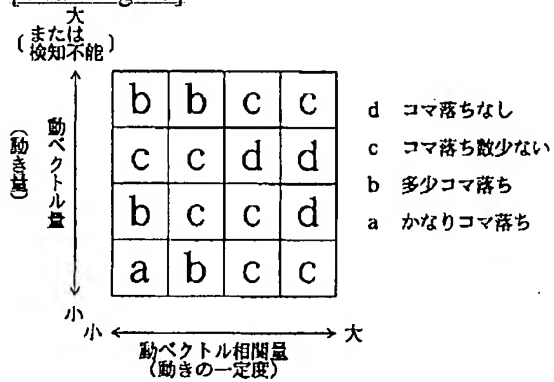 大
(または
検知不能)
(動き量)
動ベクトル量
b b c c
c c d d
b c c d
a b c c
d コマ落ちなし
c コマ落ち数少ない
b 多少コマ落ち
a かなりコマ落ち
小
小
大
動ベクトル相関量
(動きの一定度)